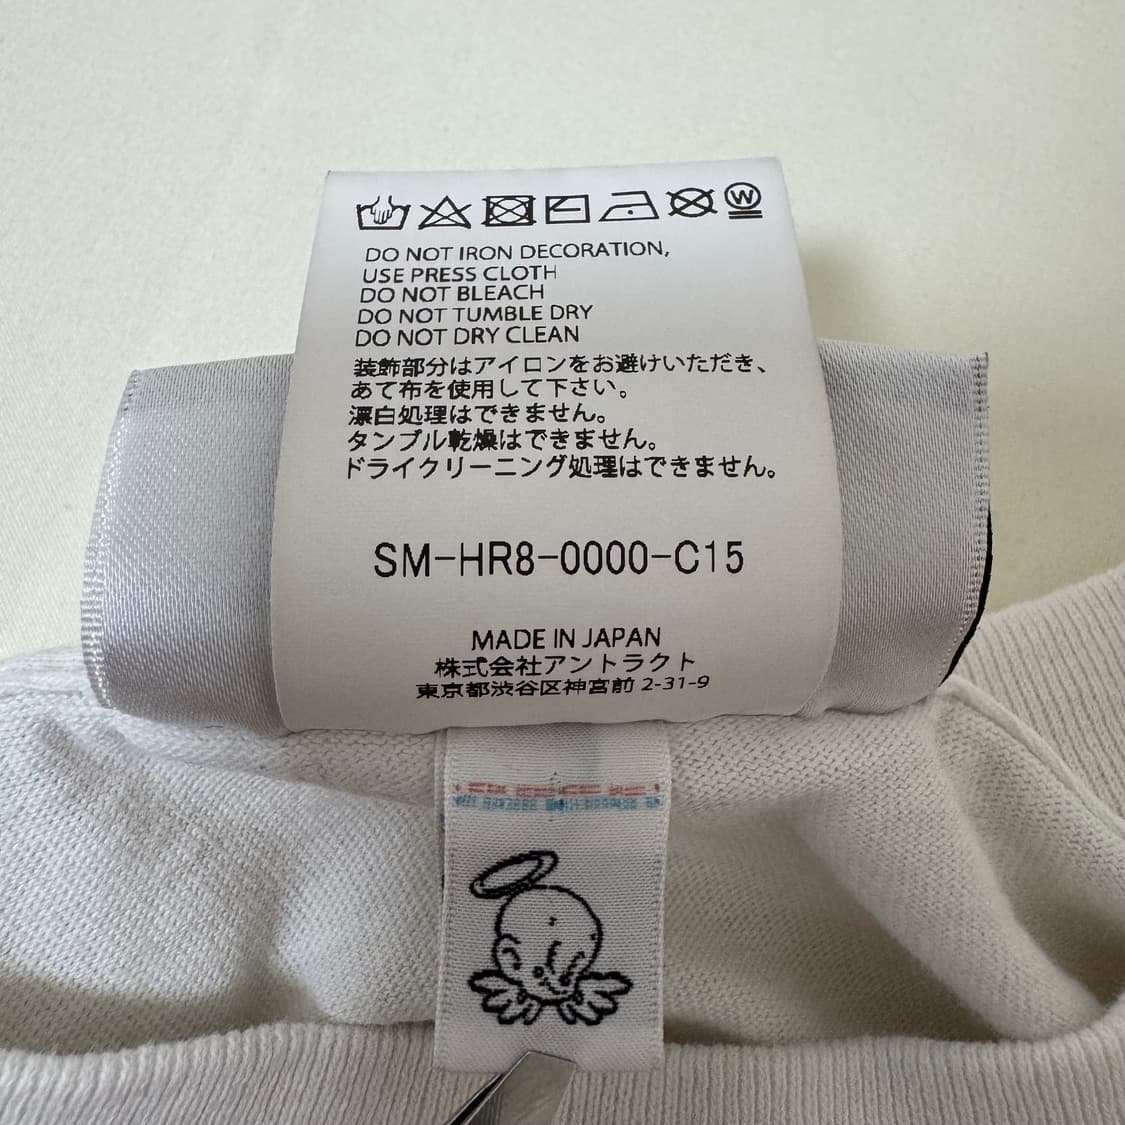 W
DO NOT IRON DECORATION,
USE PRESS CLOTH
DO NOT BLEACH
DO NOT TUMBLE DRY
DO NOT DRY CLEAN
装飾部分はアイロンをお避けいただき、
あて布を使用して下さい。
漂白処理はできません。
タンブル乾燥はできません。
ドライクリーニング処理はできません。
SM-HR8-0000-C15
MADE IN JAPAN
株式会社アントラクト
東京都渋谷区神宮前 2-31-9